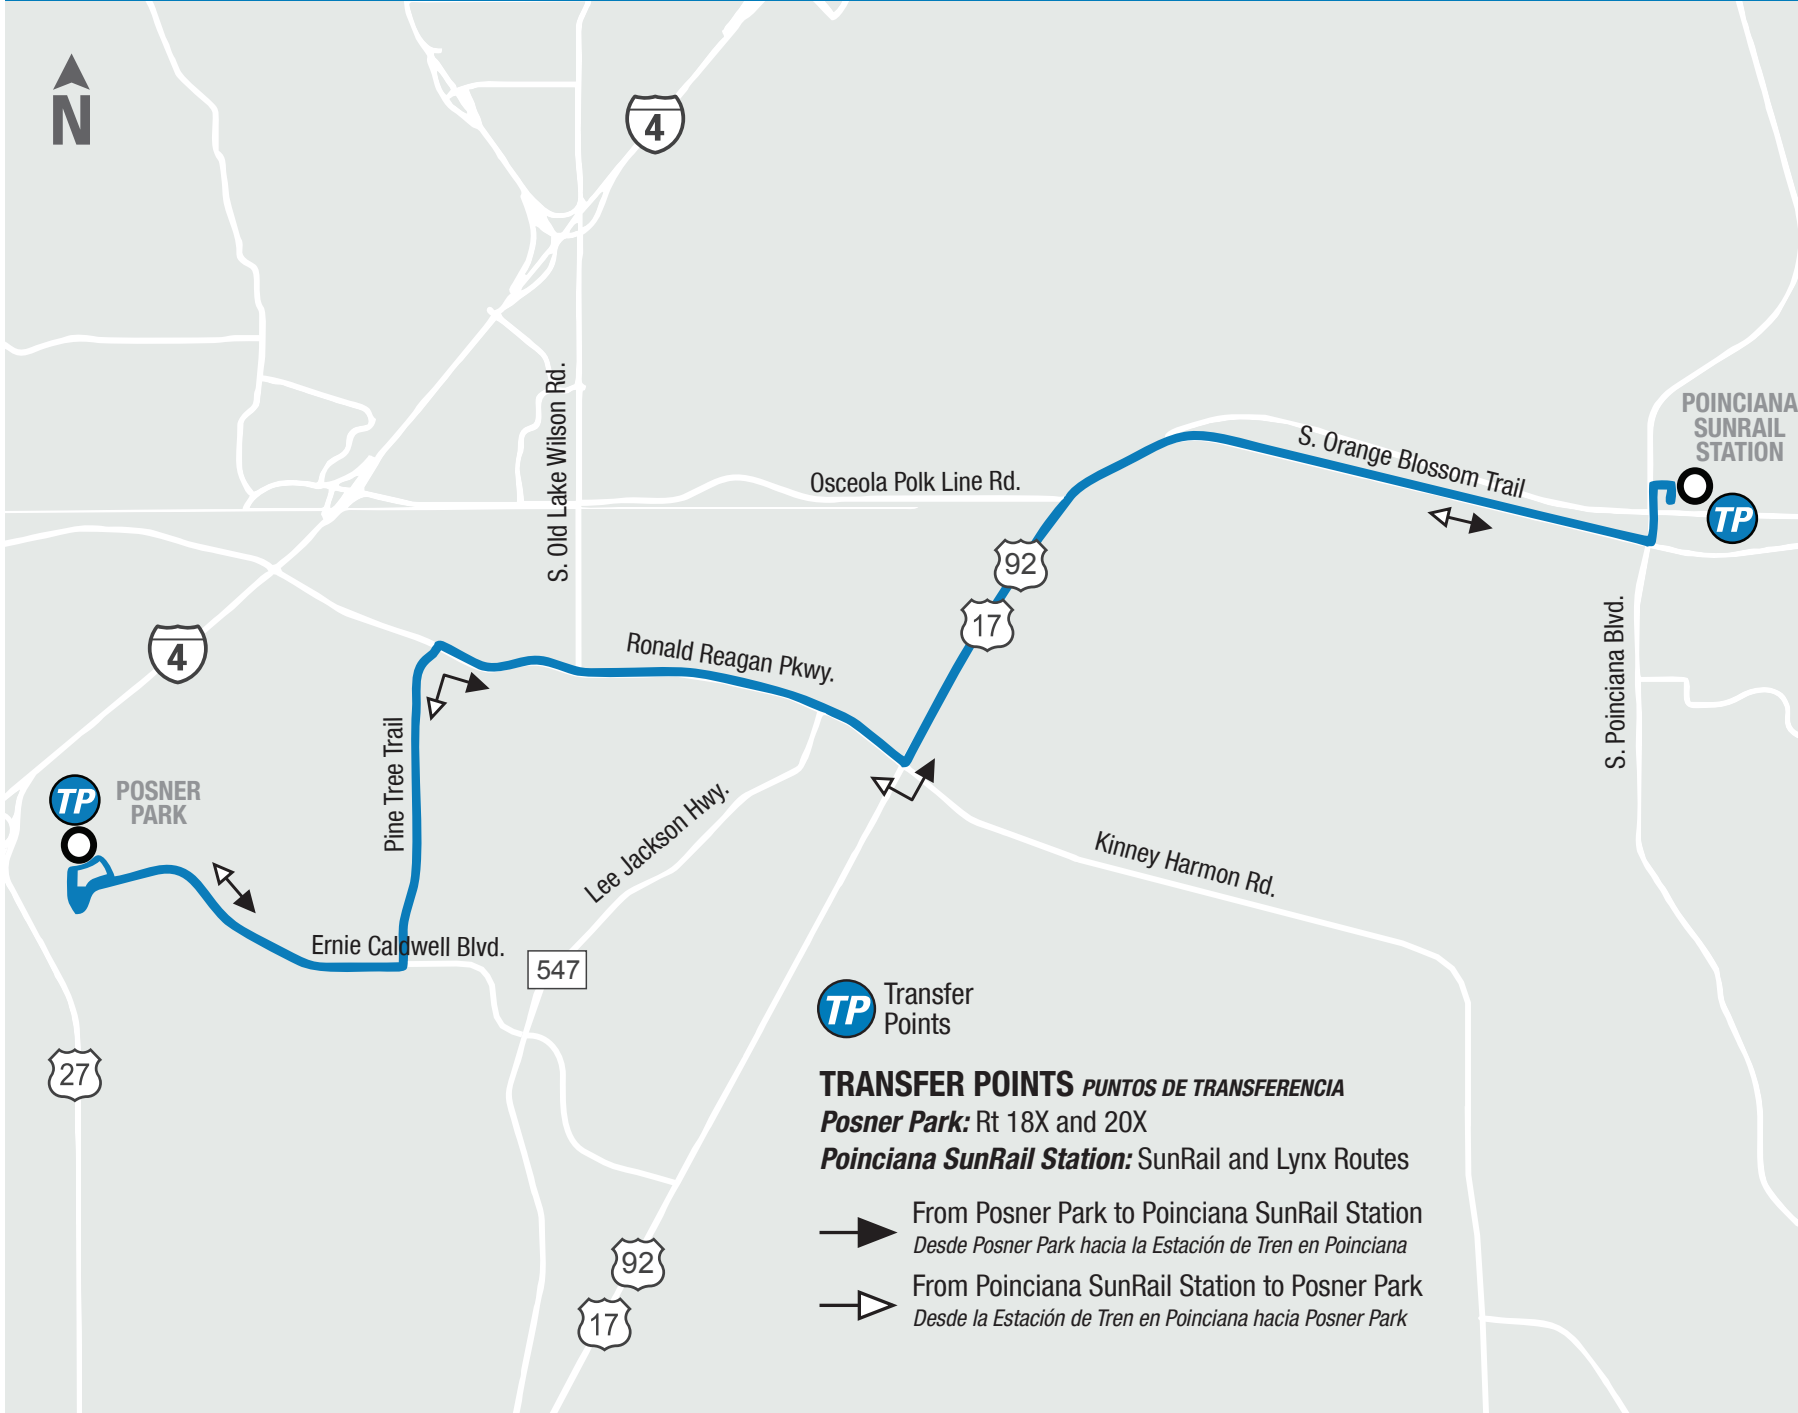 N
4
S. Old Lake Wilson Rd.
POINCIANA
SUNRAIL
STATION
TP
S. Orange Blossom Trail
Osceola Polk Line Rd.
92
17
4
Ronald Reagan Pkwy.
S. Poinciana Blvd.
Pine Tree Trail
TP
POSNER
PARK
Lee Jackson Hwy.
Kinney Harmon Rd.
Ernie Caldwell Blvd.
547
27
92
17
TP
Transfer
Points
TRANSFER POINTS PUNTOS DE TRANSFERENCIA
Posner Park: Rt 18X and 20X
Poinciana SunRail Station: SunRail and Lynx Routes
From Posner Park to Poinciana SunRail Station
Desde Posner Park hacia la Estación de Tren en Poinciana
From Poinciana SunRail Station to Posner Park
Desde la Estación de Tren en Poinciana hacia Posner Park